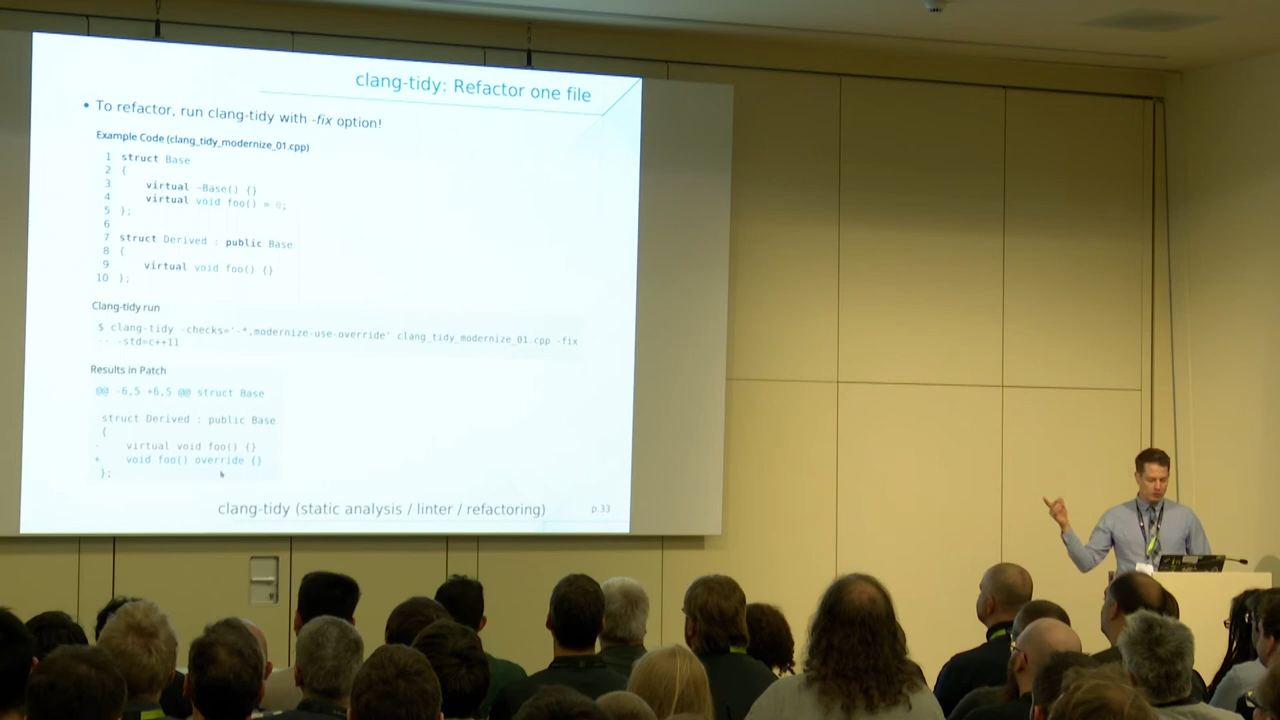 clang-tidy: Refactor one file
• To refactor, run clang-tidy with -fix option!
Example Code (clang_tidy_modernize_01.cpp)
1 struct Base
2 {
3     virtual ~Base() {}
4     virtual void foo() = 0;
5 };
6
7 struct Derived : public Base
8 {
9     virtual void foo() {}
10 };
Clang-tidy run
$ clang-tidy -checks='-*,modernize-use-override' clang_tidy_modernize_01.cpp -fix
-- -std=c++11
Results in Patch
@@ -6,5 +6,5 @@ struct Base
 struct Derived : public Base
 {
-    virtual void foo() {}
+    void foo() override {}
 };
clang-tidy (static analysis / linter / refactoring)
p.33